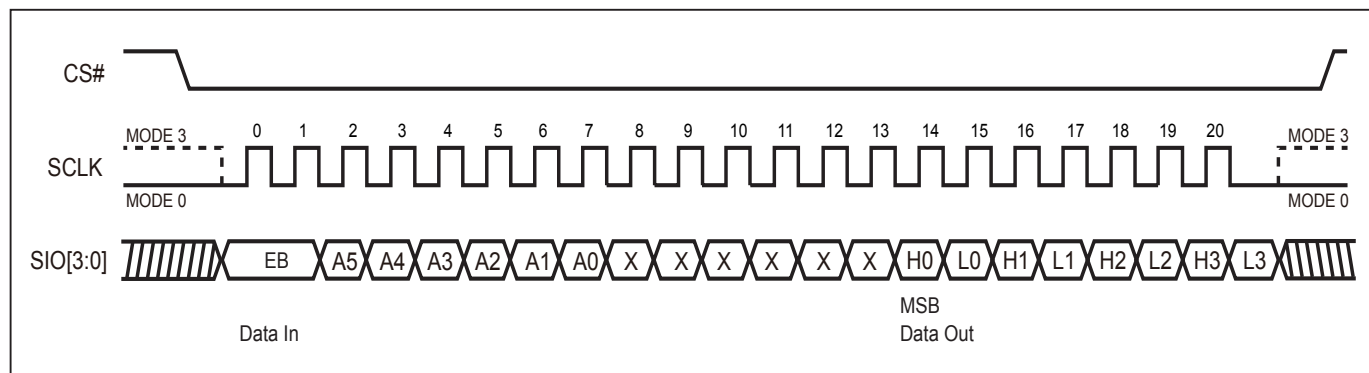 CS#
0 1 2 3 4 5 6 7 8 9 10 11 12 13 14 15 16 17 18 19 20
MODE 3 MODE 3
SCLK
MODE 0 MODE 0
SIO[3:0] EB A5 A4 A3 A2 A1 A0 X X X X X X H0 L0 H1 L1 H2 L2 H3 L3
MSB
Data In Data Out